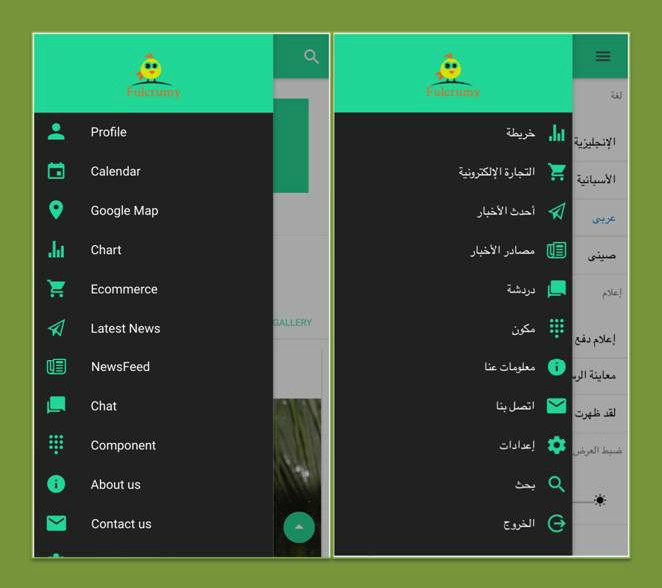 Fulcrumy
Profile
Calendar
Google Map
Chart
Ecommerce
Latest News
NewsFeed
Chat
Component
About us
Contact us
GALLERY
Fulcrumy
خريطة
التجارة الإلكترونية
أحدث الأخبار
مصادر الأخبار
دردشة
مكون
معلومات عنا
اتصل بنا
إعدادات
بحث
الخروج
لغة
الإنجليزية
الأسبانية
عربى
صينى
إعلام
إعلام دفع
معاينة
لقد ظهرت
ضبط العرض